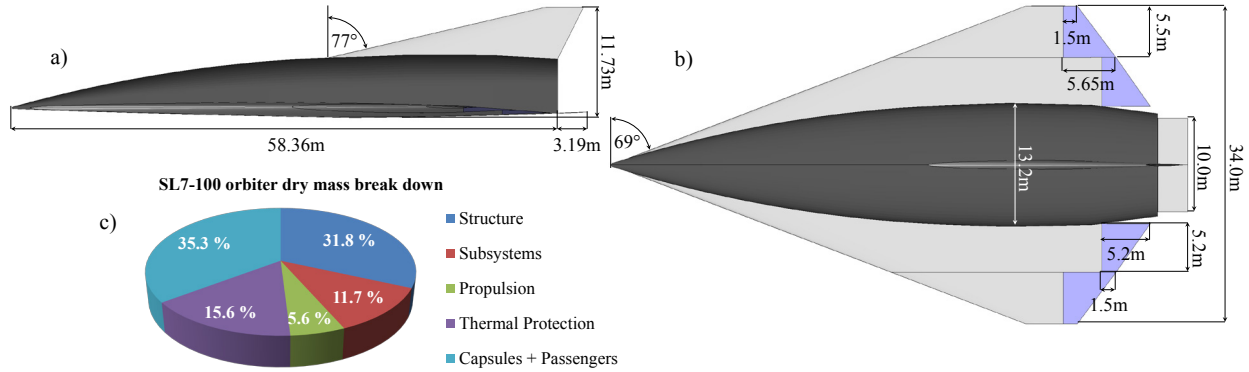 a)
77°
11.73m
58.36m
3.19m
b)
69°
1.5m
5.5m
5.65m
13.2m
10.0m
34.0m
5.2m
5.2m
1.5m
SL7-100 orbiter dry mass break down
c)
35.3 %
31.8 %
15.6 %
5.6 %
11.7 %
Structure
Subsystems
Propulsion
Thermal Protection
Capsules + Passengers